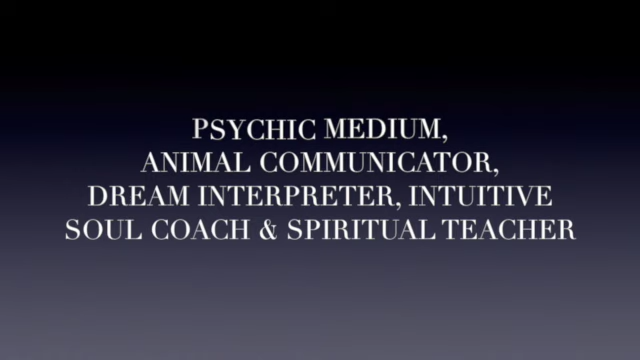 PSYCHIC MEDIUM,
ANIMAL COMMUNICATOR,
DREAM INTERPRETER, INTUITIVE
SOUL COACH & SPIRITUAL TEACHER